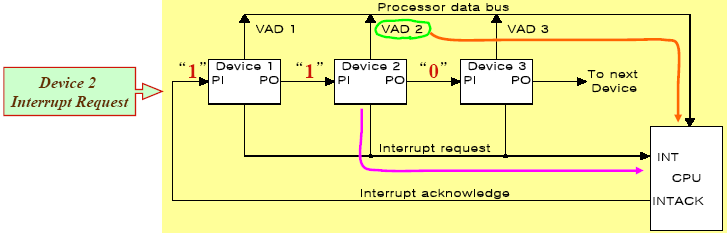 Processor data bus
VAD 1
VAD 2
VAD 3
"1"
Device 1
PI PO
"1"
Device 2
PI PO
"0"
Device 3
PI PO
To next
Device
Device 2
Interrupt Request
Interrupt request
INT
CPU
Interrupt acknowledge
INTACK